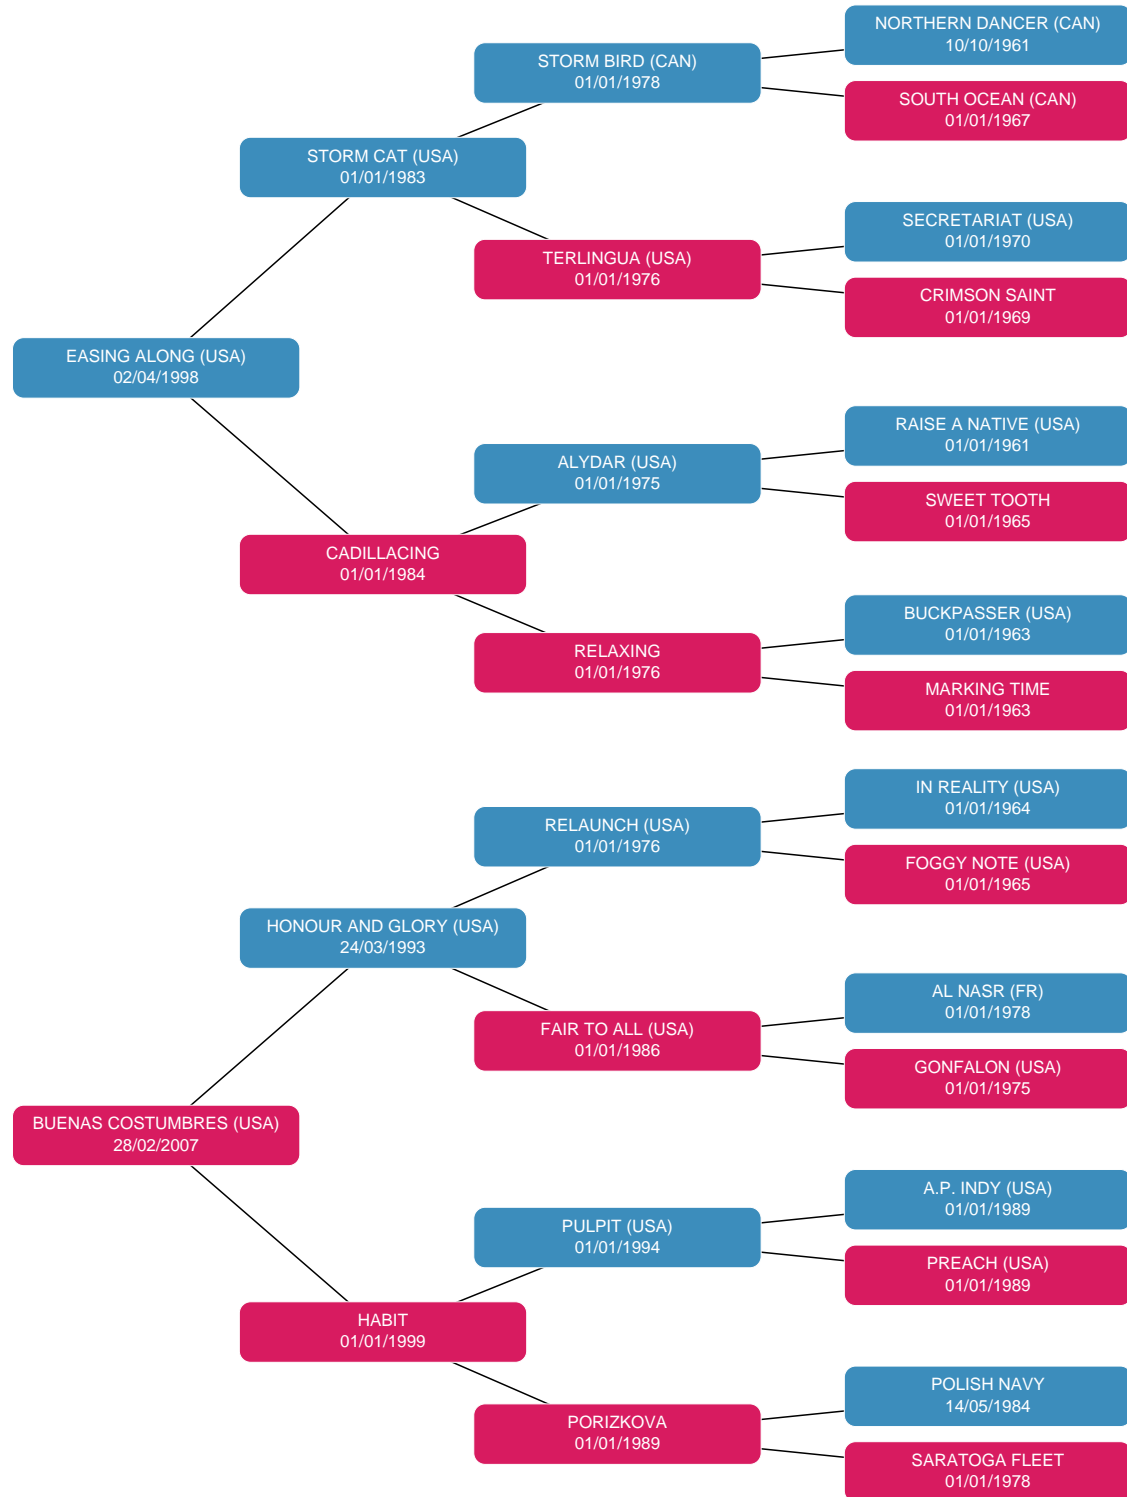 NORTHERN DANCER (CAN)
10/10/1961
STORM BIRD (CAN)
01/01/1978
SOUTH OCEAN (CAN)
01/01/1967
STORM CAT (USA)
01/01/1983
SECRETARIAT (USA)
01/01/1970
TERLINGUA (USA)
01/01/1976
CRIMSON SAINT
01/01/1969
EASING ALONG (USA)
02/04/1998
RAISE A NATIVE (USA)
01/01/1961
ALYDAR (USA)
01/01/1975
SWEET TOOTH
01/01/1965
CADILLACING
01/01/1984
BUCKPASSER (USA)
01/01/1963
RELAXING
01/01/1976
MARKING TIME
01/01/1963
IN REALITY (USA)
01/01/1964
RELAUNCH (USA)
01/01/1976
FOGGY NOTE (USA)
01/01/1965
HONOUR AND GLORY (USA)
24/03/1993
AL NASR (FR)
01/01/1978
FAIR TO ALL (USA)
01/01/1986
GONFALON (USA)
01/01/1975
BUENAS COSTUMBRES (USA)
28/02/2007
A.P. INDY (USA)
01/01/1989
PULPIT (USA)
01/01/1994
PREACH (USA)
01/01/1989
HABIT
01/01/1999
POLISH NAVY
14/05/1984
PORIZKOVA
01/01/1989
SARATOGA FLEET
01/01/1978